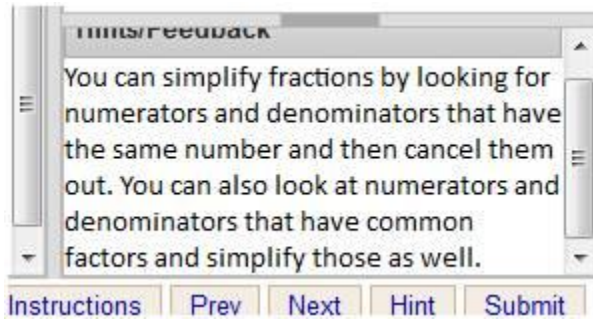 Hints/Feedback
You can simplify fractions by looking for
numerators and denominators that have
the same number and then cancel them
out. You can also look at numerators and
denominators that have common
factors and simplify those as well.
Instructions Prev Next Hint Submit